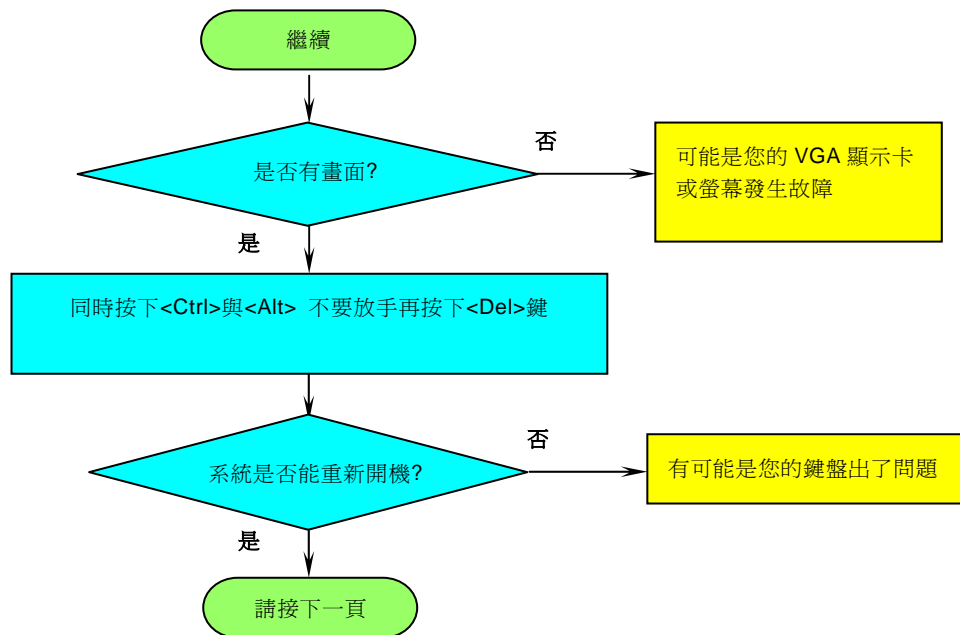 繼續
是否有畫面?
否
可能是您的 VGA 顯示卡
或螢幕發生故障
是
同時按下<Ctrl>與<Alt> 不要放手再按下<Del>鍵
系統是否能重新開機?
否
有可能是您的鍵盤出了問題
是
請接下一頁